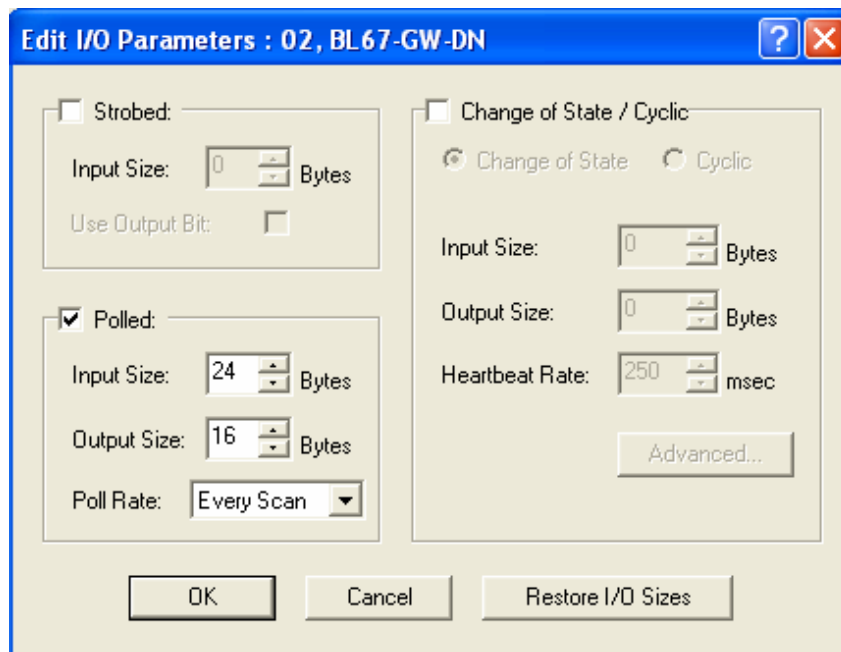 Edit I/O Parameters : 02, BL67-GW-DN
?
Strobed:
Input Size: 0 Bytes
Use Output Bit:
Polled:
Input Size: 24 Bytes
Output Size: 16 Bytes
Poll Rate: Every Scan
Change of State / Cyclic
Change of State Cyclic
Input Size: 0 Bytes
Output Size: 0 Bytes
Heartbeat Rate: 250 msec
Advanced...
OK Cancel Restore I/O Sizes